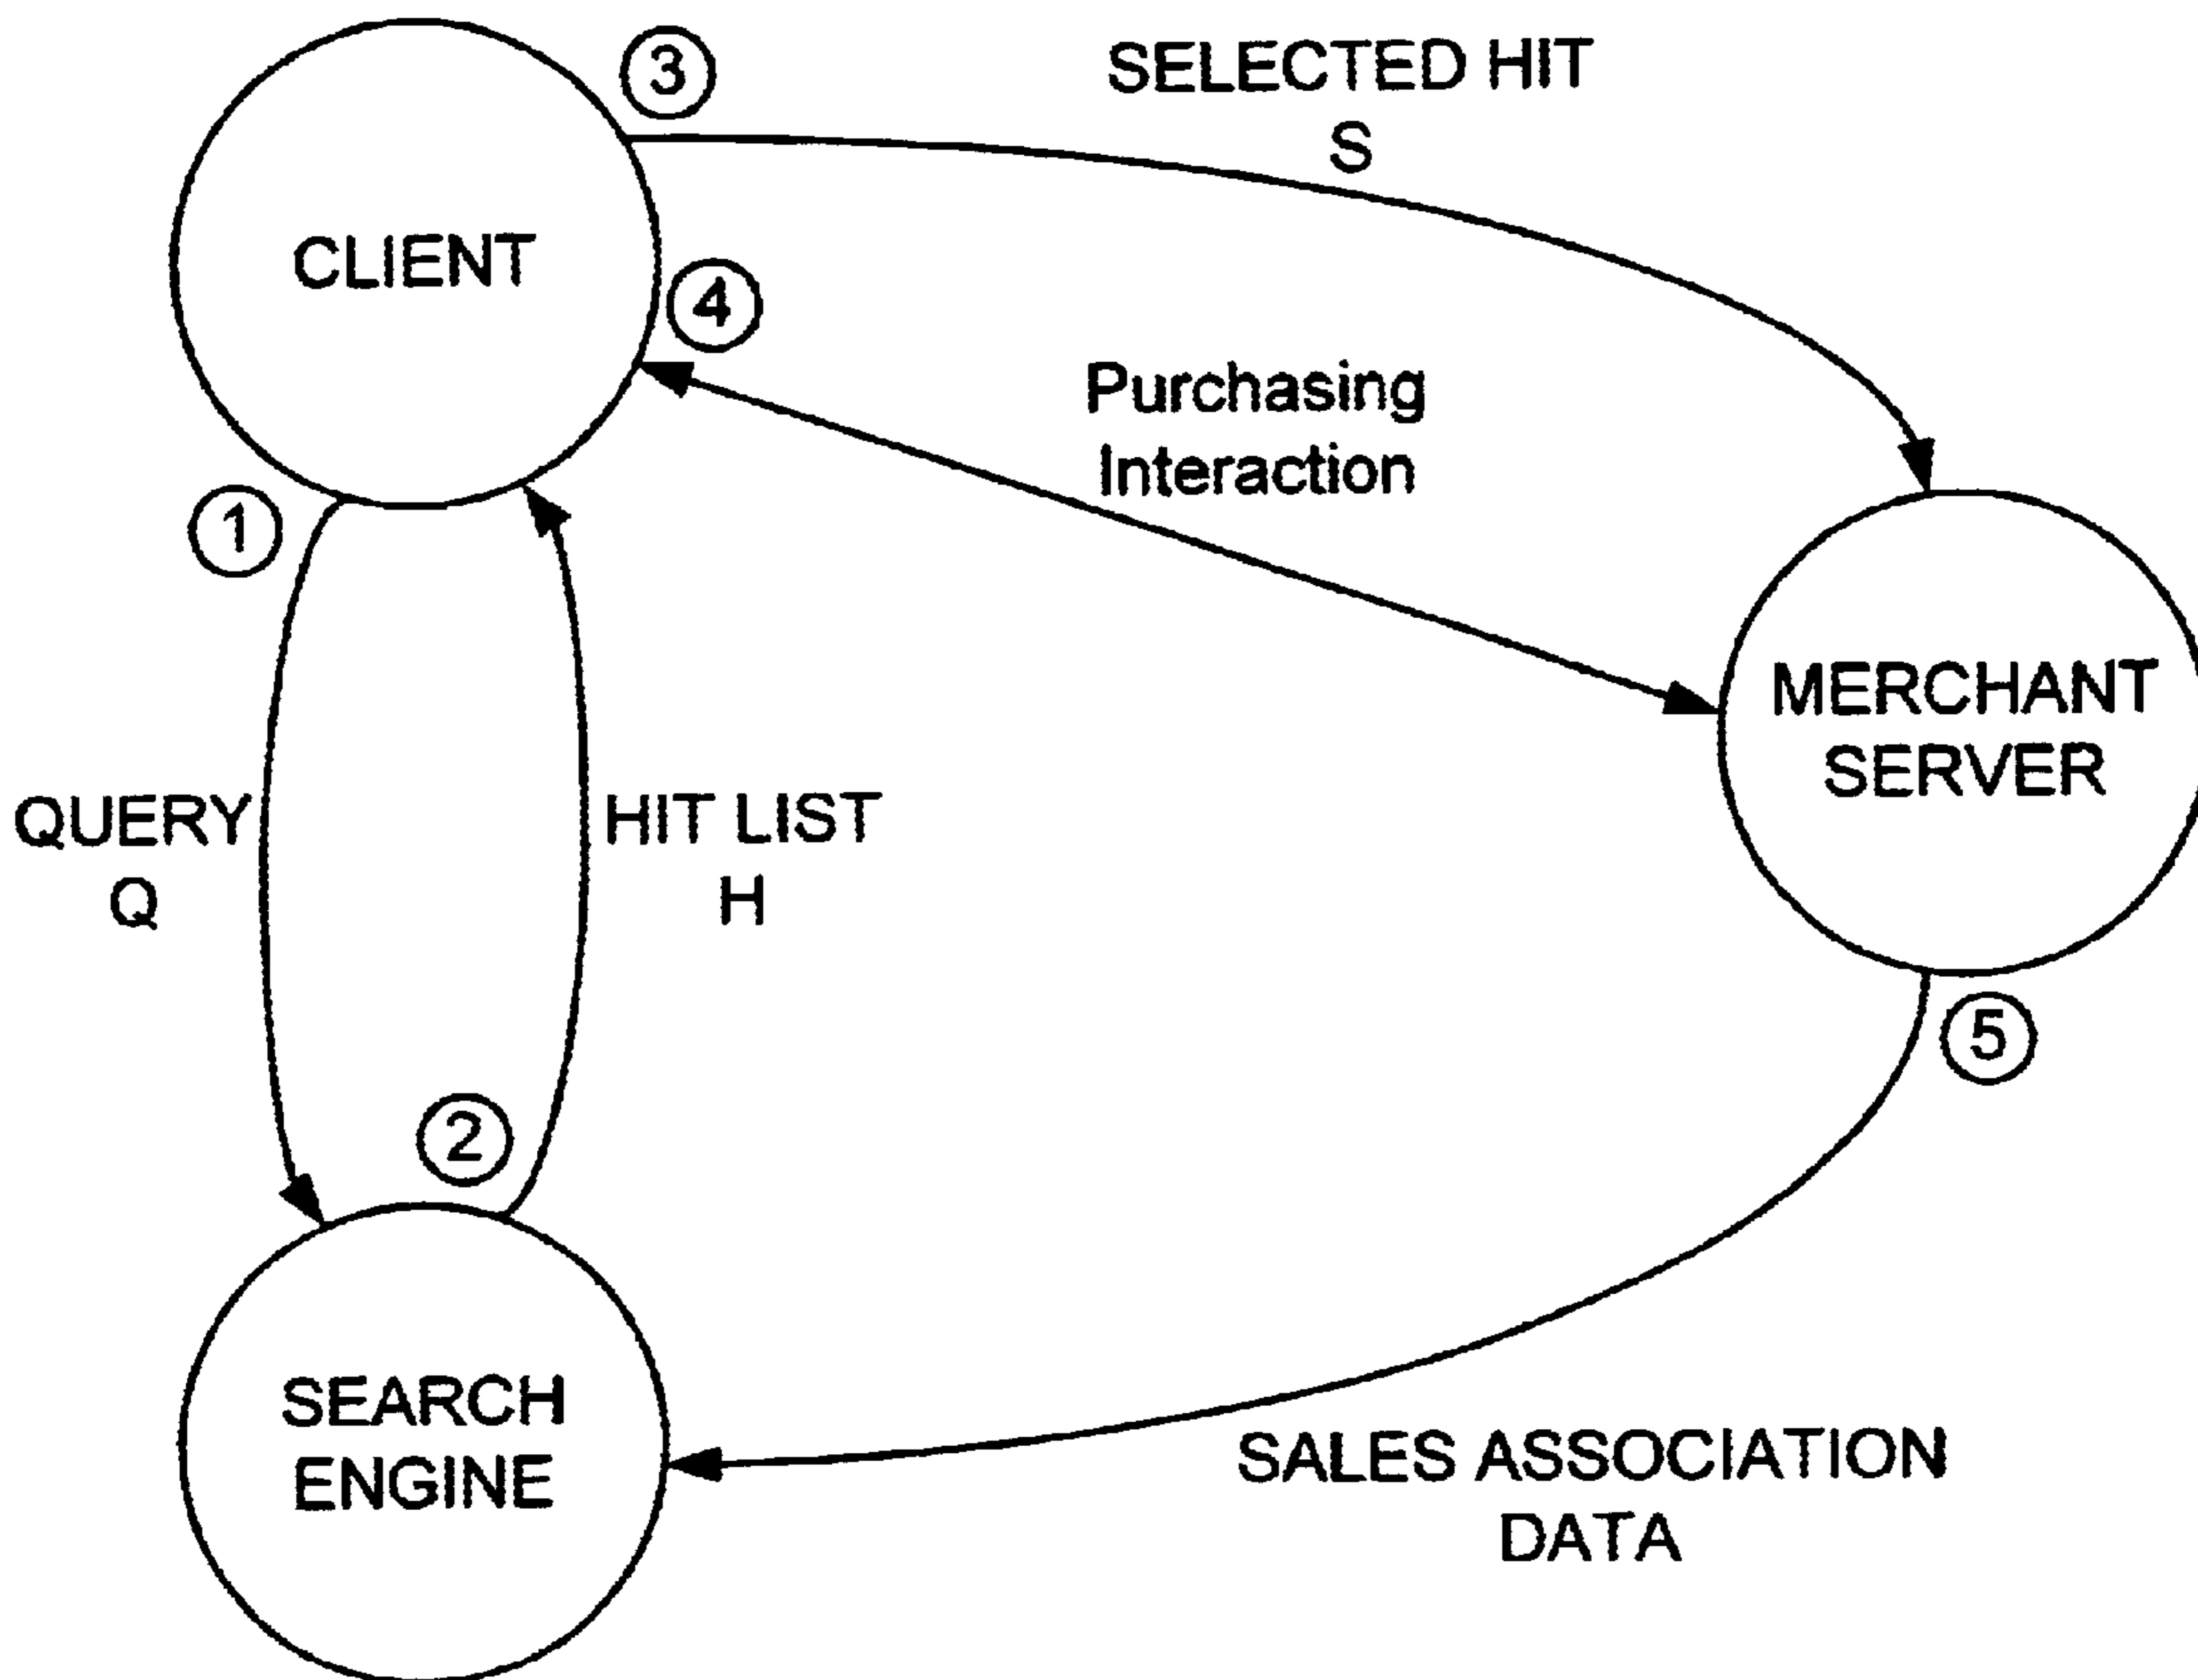 3
SELECTED HIT
S
CLIENT
4
Purchasing
Interaction
1
MERCHANT
SERVER
QUERY
Q
HIT LIST
H
5
2
SEARCH
ENGINE
SALES ASSOCIATION
DATA